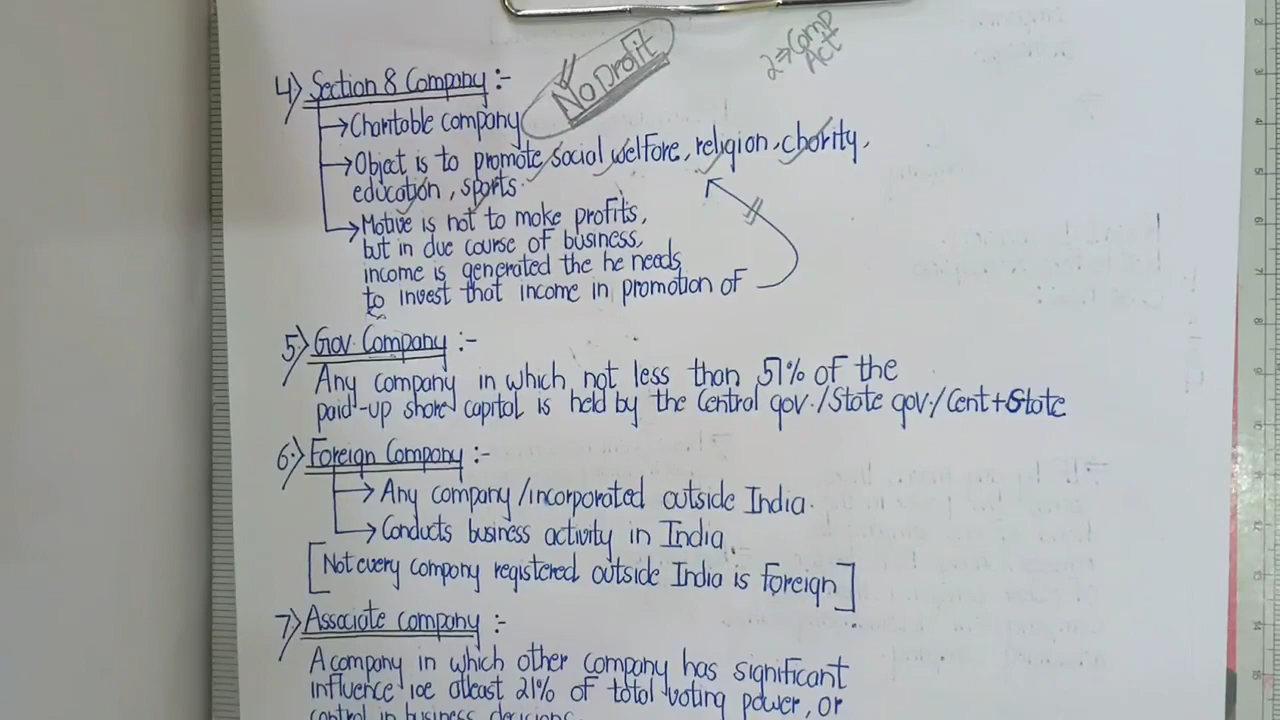 No Profit
2⇒ Comp
Act
4) Section 8 Company :-
→ Charitable company
→ Object is to promote social welfare, religion, charity,
education, sports.
→ Motive is not to make profits,
but in due course of business,
income is generated the he needs
to invest that income in promotion of
5) Gov. Company :-
Any company in which not less than 51% of the
paid-up share capital is held by the Central gov./State gov./Cent+State
6) Foreign Company :-
→ Any company/incorporated outside India.
→ Conducts business activity in India.
[Not every company registered outside India is Foreign]
7) Associate company :-
A company in which other company has significant
influence ioe atleast 21% of total voting power, or
control in business decisions.